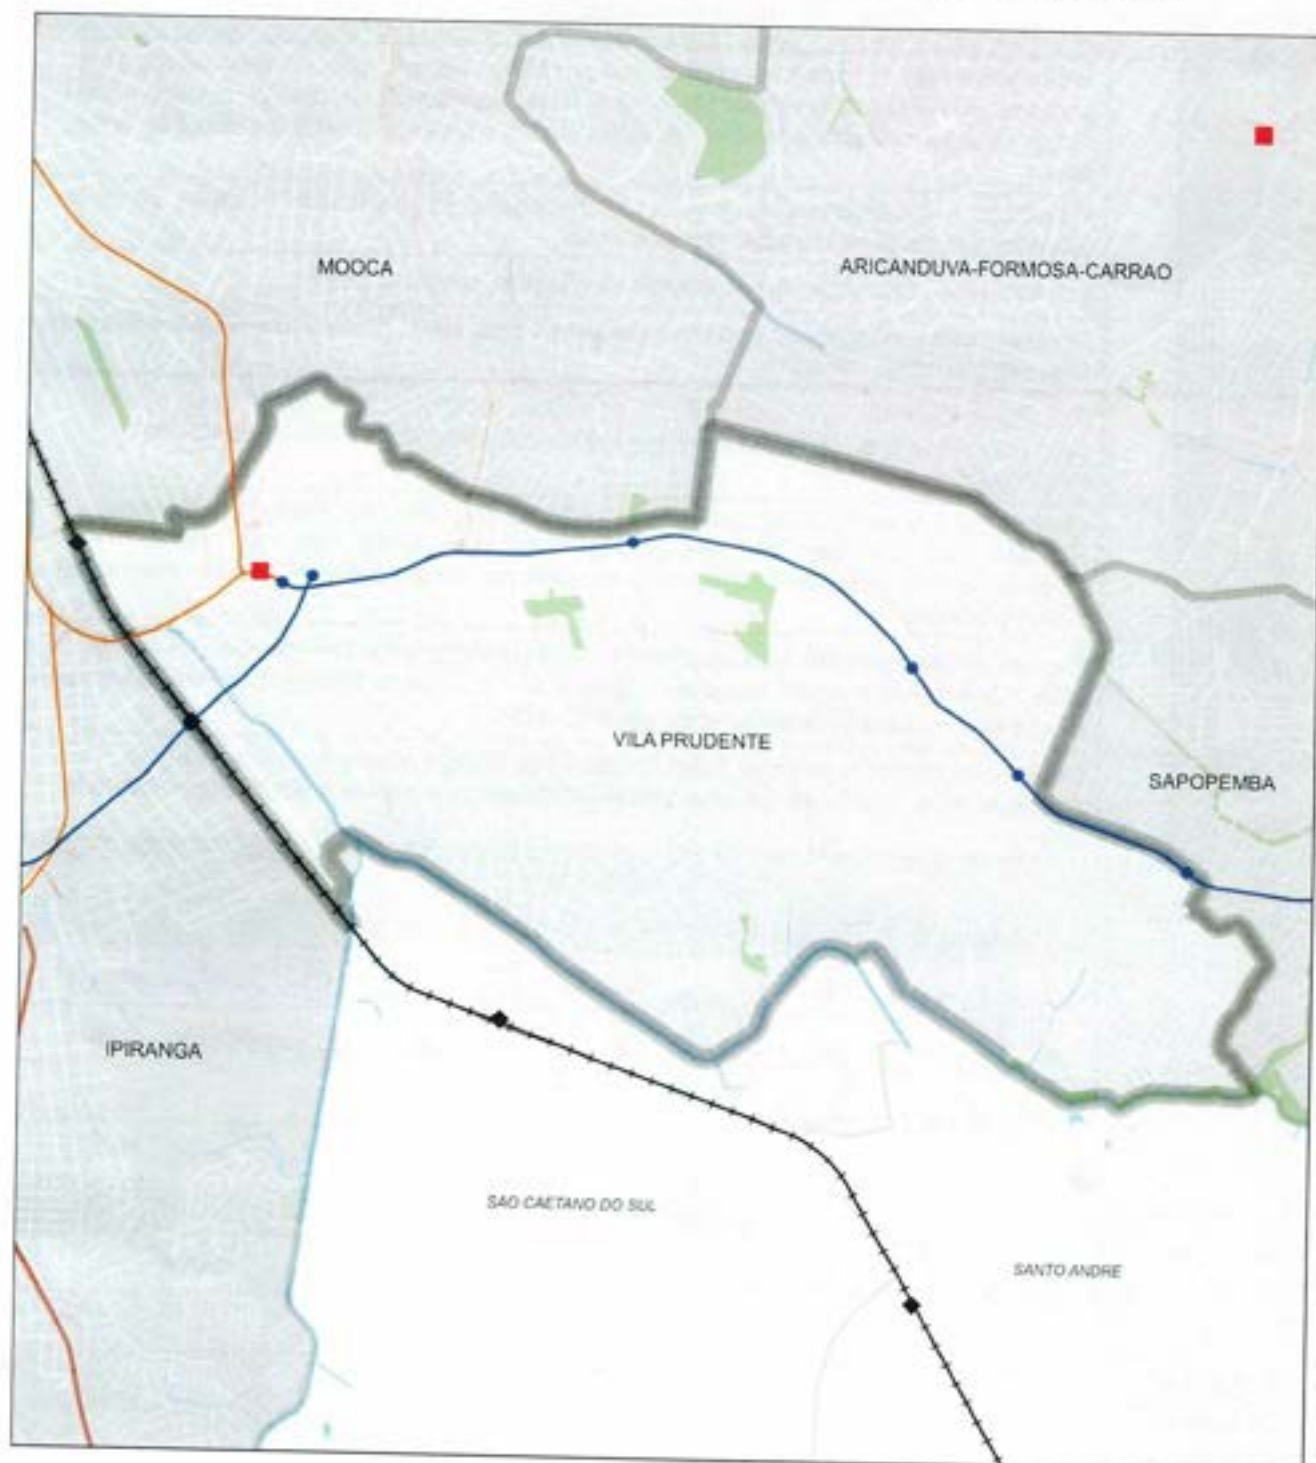 MOOCA
ARICANDUVA-FORMOSA-CARRAO
VILA PRUDENTE
SAPOPEMBA
IPIRANGA
SAO CAETANO DO SUL
SANTO ANDRE